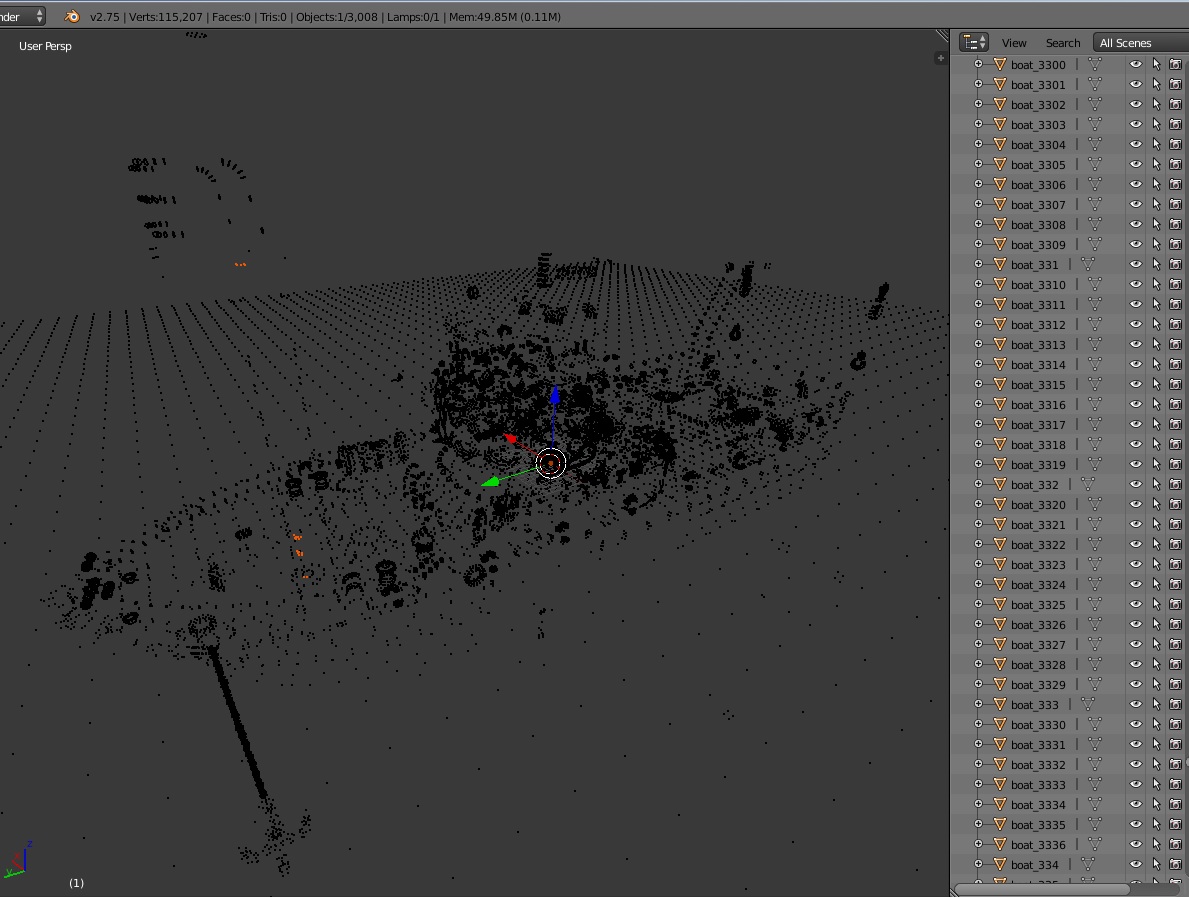 nder
v2.75 | Verts:115,207 | Faces:0 | Tris:0 | Objects:1/3,008 | Lamps:0/1 | Mem:49.85M (0.11M)
User Persp
View Search All Scenes
boat_3300
boat_3301
boat_3302
boat_3303
boat_3304
boat_3305
boat_3306
boat_3307
boat_3308
boat_3309
boat_331
boat_3310
boat_3311
boat_3312
boat_3313
boat_3314
boat_3315
boat_3316
boat_3317
boat_3318
boat_3319
boat_332
boat_3320
boat_3321
boat_3322
boat_3323
boat_3324
boat_3325
boat_3326
boat_3327
boat_3328
boat_3329
boat_333
boat_3330
boat_3331
boat_3332
boat_3333
boat_3334
boat_3335
boat_3336
boat_334
z
y
(1)